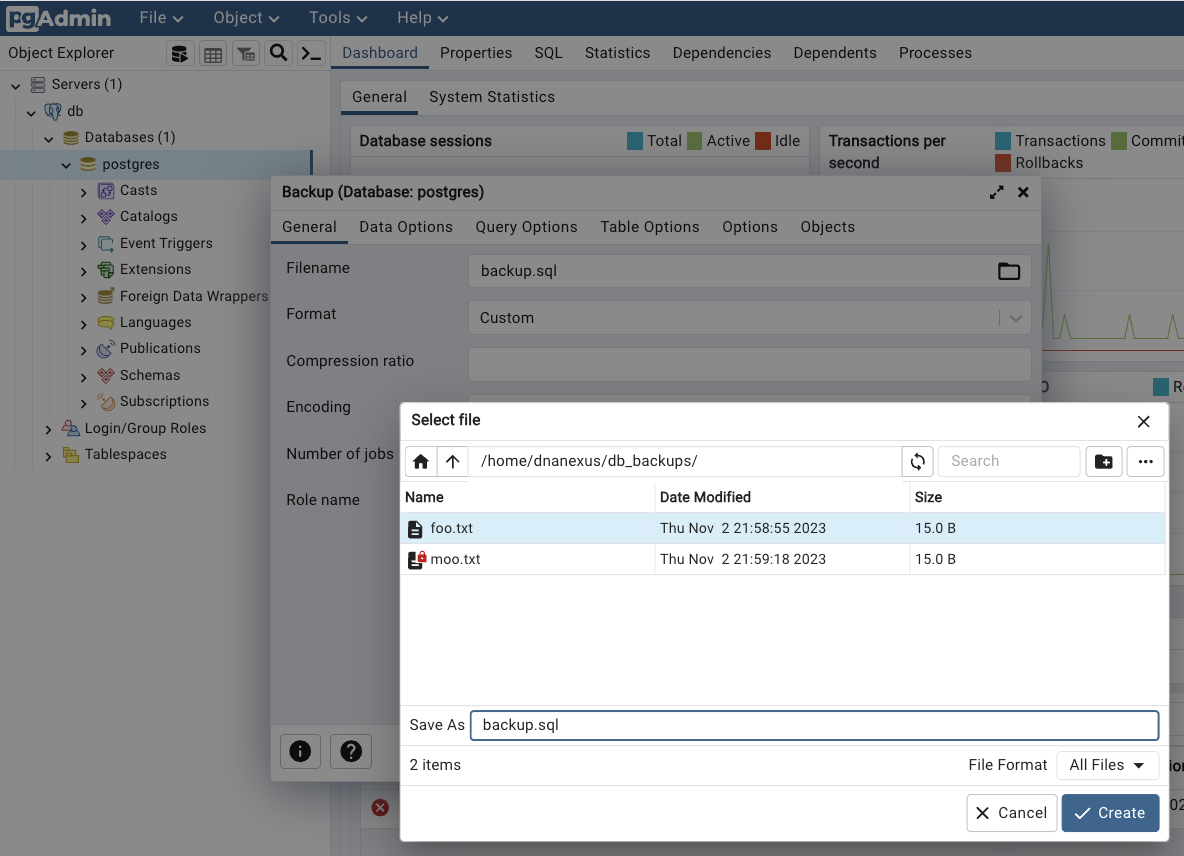 pgAdmin File Object Tools Help
Object Explorer
Dashboard Properties SQL Statistics Dependencies Dependents Processes
Servers (1)
db
Databases (1)
postgres
Casts
Catalogs
Event Triggers
Extensions
Foreign Data Wrappers
Languages
Publications
Schemas
Subscriptions
Login/Group Roles
Tablespaces
General System Statistics
Database sessions Total Active Idle
Transactions per
second
Transactions Commit
Rollbacks
Backup (Database: postgres)
General Data Options Query Options Table Options Options Objects
Filename backup.sql
Format Custom
Compression ratio
Encoding
Number of jobs
Role name
Select file
/home/dnanexus/db_backups/ Search
Name Date Modified Size
foo.txt Thu Nov 2 21:58:55 2023 15.0 B
moo.txt Thu Nov 2 21:59:18 2023 15.0 B
Save As backup.sql
2 items File Format All Files
Cancel Create